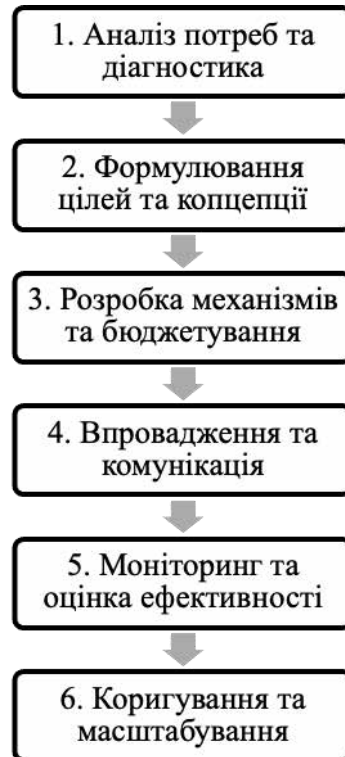 1. Аналіз потреб та
діагностика
2. Формулювання
цілей та копцепції
3. Розробка механізмів
та бюджетування
4. Впровадження та
комунікація
5. Моніторинг та
оцінка ефективності
6. Коригування та
масштабування